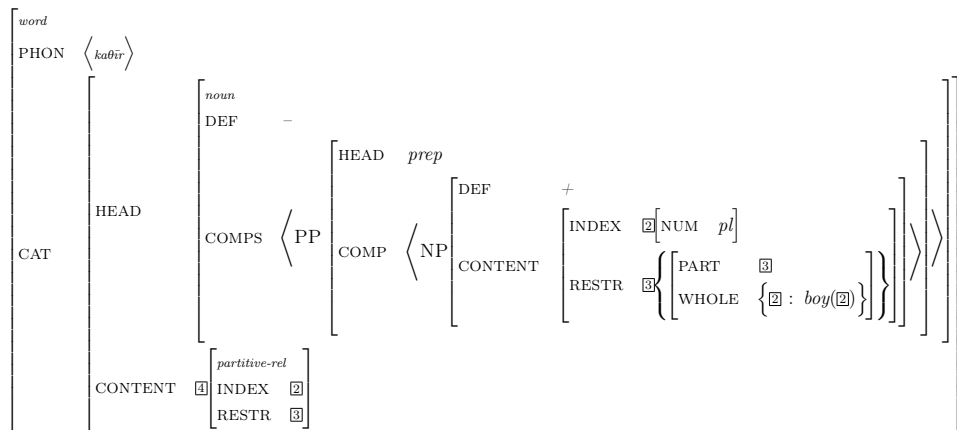 word
PHON ⟨kaθīr⟩
noun
DEF –
HEAD prep
DEF +
HEAD
INDEX 2[NUM pl]
CAT
COMPS ⟨PP COMP ⟨NP
CONTENT
PART 3
RESTR 3
WHOLE {2 : boy(2)}
partitive-rel
CONTENT 4 INDEX 2
RESTR 3